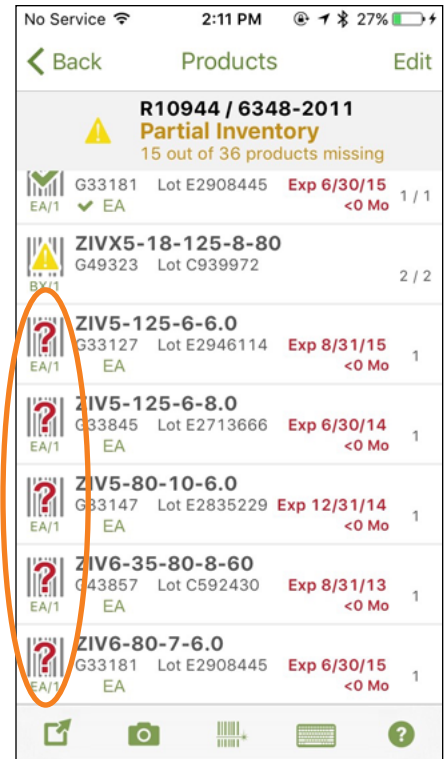 No Service 2:11 PM 27%
Back Products Edit
R10944 / 6348-2011
Partial Inventory
15 out of 36 products missing
G33181 Lot E2908445 Exp 6/30/15
EA/1 EA <0 Mo 1 / 1
ZIVX5-18-125-8-80
G49323 Lot C939972
BX/1 2 / 2
ZIV5-125-6-6.0
G33127 Lot E2946114 Exp 8/31/15
EA/1 EA <0 Mo 1
ZIV5-125-6-8.0
G33845 Lot E2713666 Exp 6/30/14
EA/1 EA <0 Mo 1
ZIV5-80-10-6.0
G33147 Lot E2835229 Exp 12/31/14
EA/1 EA <0 Mo 1
ZIV6-35-80-8-60
G43857 Lot C592430 Exp 8/31/13
EA/1 EA <0 Mo 1
ZIV6-80-7-6.0
G33181 Lot E2908445 Exp 6/30/15
EA/1 EA <0 Mo 1